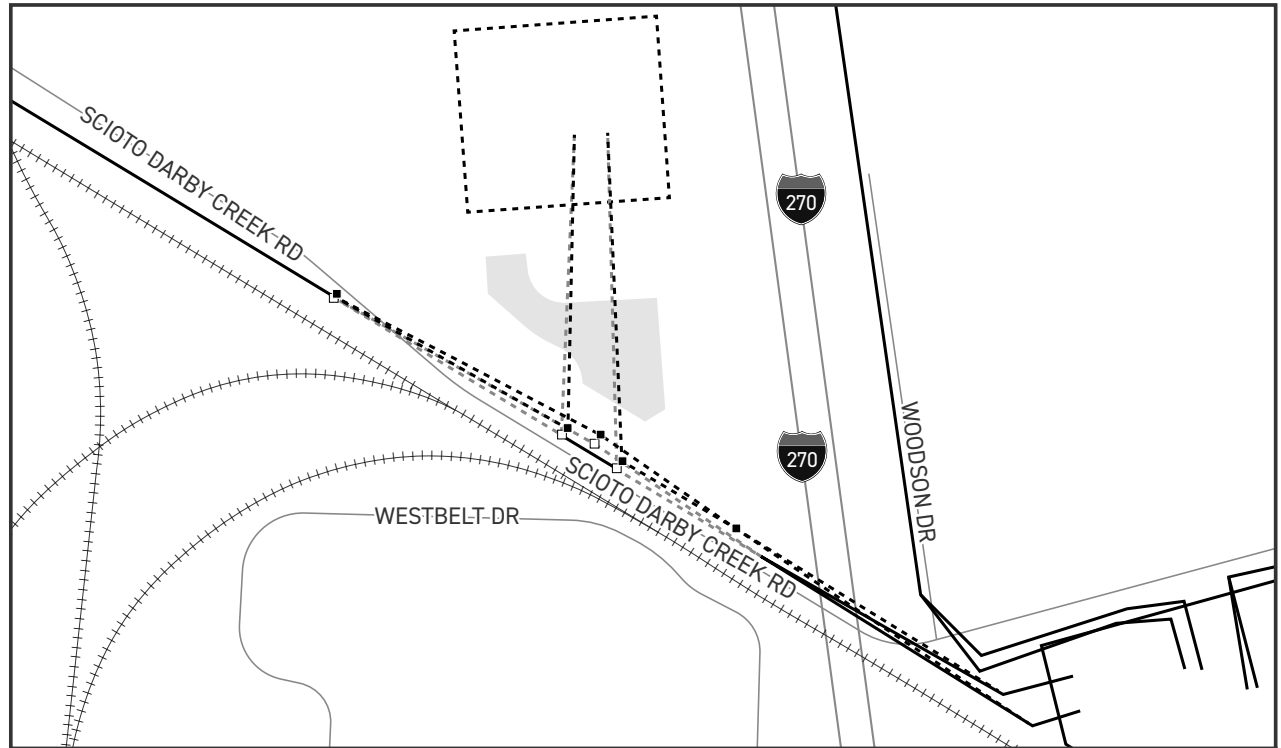 SCIOTO DARBY CREEK RD
270
WOODSON DR
270
SCIOTO DARBY CREEK RD
WESTBELT DR